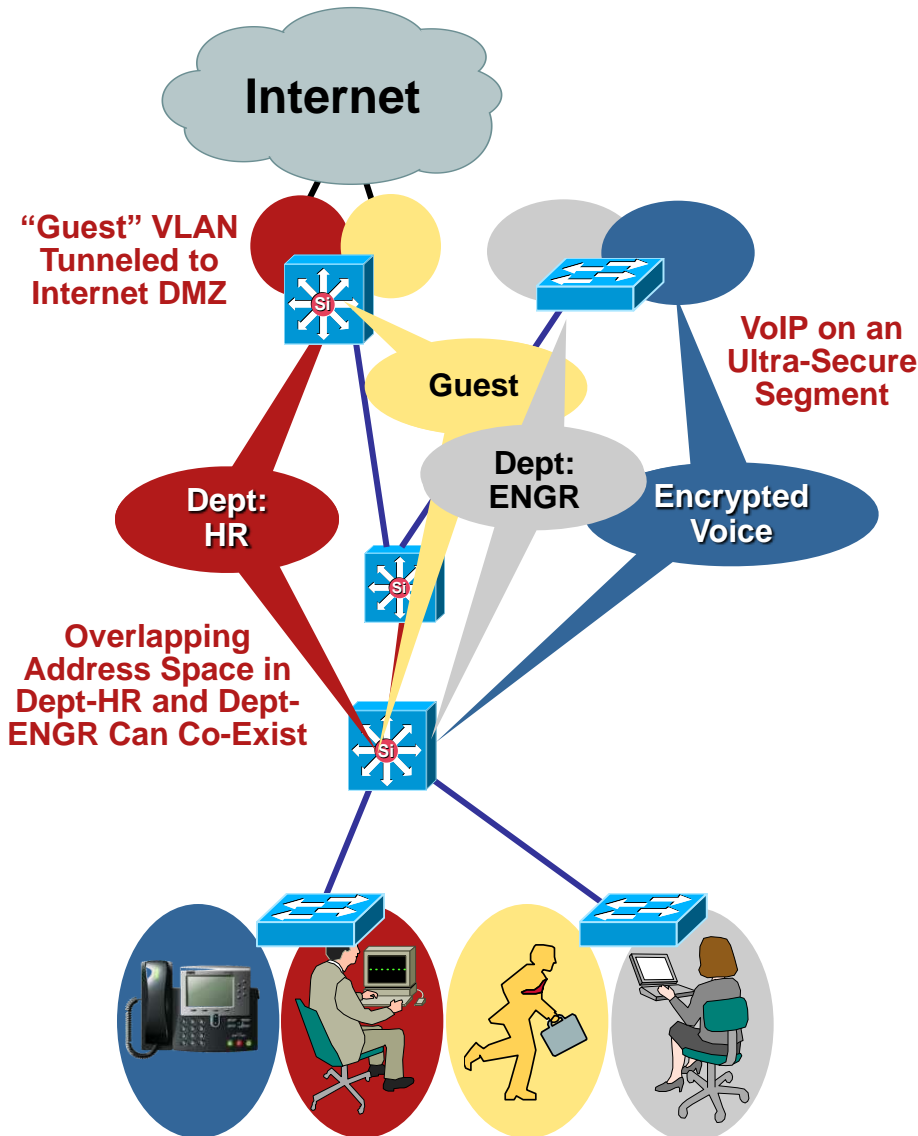 Internet
“Guest” VLAN
Tunneled to
Internet DMZ
Si
VoIP on an
Ultra-Secure
Segment
Guest
Dept:
ENGR
Dept:
HR
Encrypted
Voice
Si
Overlapping
Address Space in
Dept-HR and Dept-
ENGR Can Co-Exist
Si